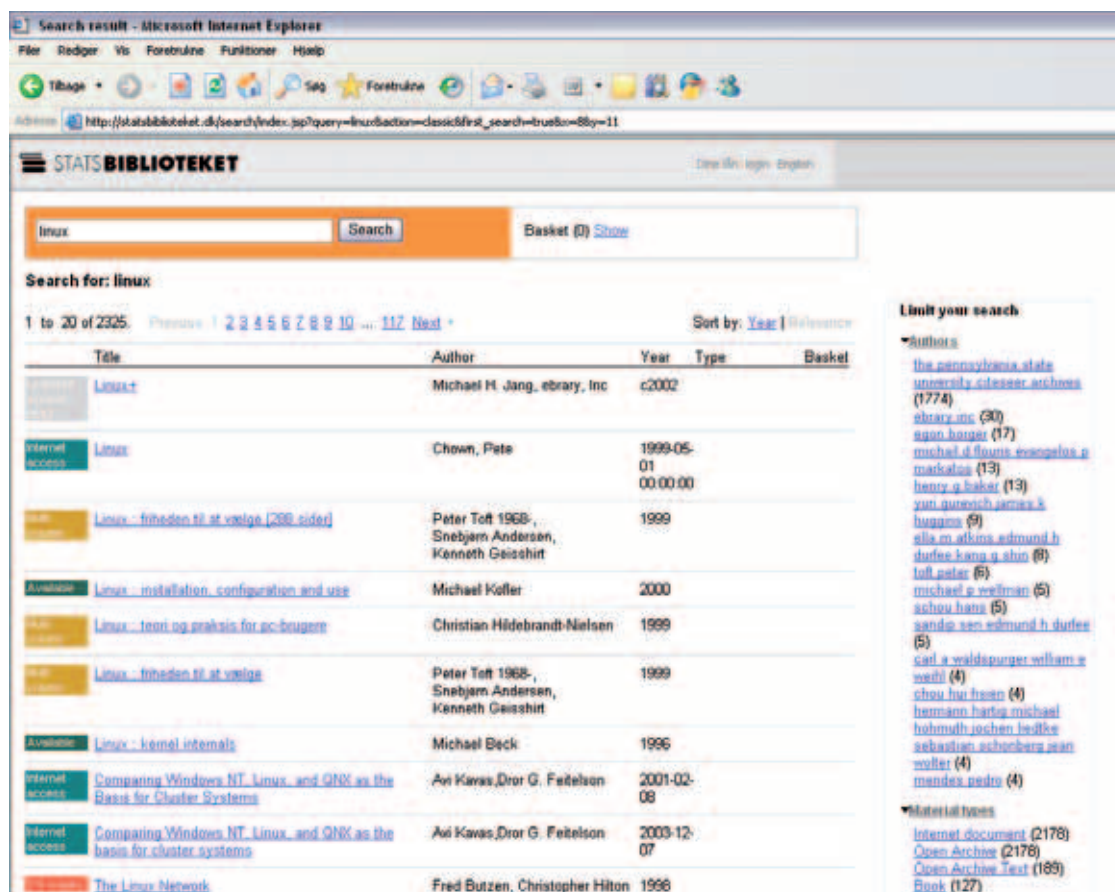 Search result - Microsoft Internet Explorer
Filer Rediger Vis Foretrukne Funktioner Hjælp
Tilbage Søg Foretrukne
Adresse http://statsbiblioteket.dk/search/index.jsp?query=linux&action=classic&first_search=true&x=8&y=11
STATSBIBLIOTEKET
Dine lån login English
linux Search Basket (0) Show
Search for: linux
1 to 20 of 2325. Previous 1 2 3 4 5 6 7 8 9 10 ... 117 Next
Sort by: Year | Relevance
Title Author Year Type Basket
Linux+ Michael H. Jang, ebrary, Inc c2002
Internet access Linux Chown, Pete 1999-05-
01
00:00:00
Linux : friheden til at vælge [288 sider] Peter Toft 1968-, 1999
Snebjørn Andersen,
Kenneth Geisshirt
Available Linux : installation, configuration and use Michael Kofler 2000
Linux : teori og praksis for pc-brugere Christian Hildebrandt-Nielsen 1999
Linux : friheden til at vælge Peter Toft 1968-, 1999
Snebjørn Andersen,
Kenneth Geisshirt
Available Linux : kernel internals Michael Beck 1996
Internet access Comparing Windows NT, Linux, and QNX as the Avi Kavas,Dror G. Feitelson 2001-02-
Basis for Cluster Systems 08
Internet access Comparing Windows NT, Linux, and QNX as the Avi Kavas,Dror G. Feitelson 2003-12-
basis for cluster systems 07
The Linux Network Fred Butzen, Christopher Hilton 1998
Limit your search
Authors
the pennsylvania state
university citeseer archives
(1774)
ebrary inc (30)
egon borger (17)
michail d flouris evangelos p
markatos (13)
henry g baker (13)
yuri gurevich james k
huggins (9)
ella m atkins edmund h
durfee kang g shin (8)
toft peter (6)
michael p wellman (5)
schou hans (5)
sandip sen edmund h durfee
(5)
carl a waldspurger william e
weihl (4)
chou hui hsien (4)
hermann hartig michael
hohmuth jochen liedtke
sebastian schonberg jean
wolter (4)
mendes pedro (4)
Material types
Internet document (2178)
Open Archive (2178)
Open Archive Text (189)
Book (127)